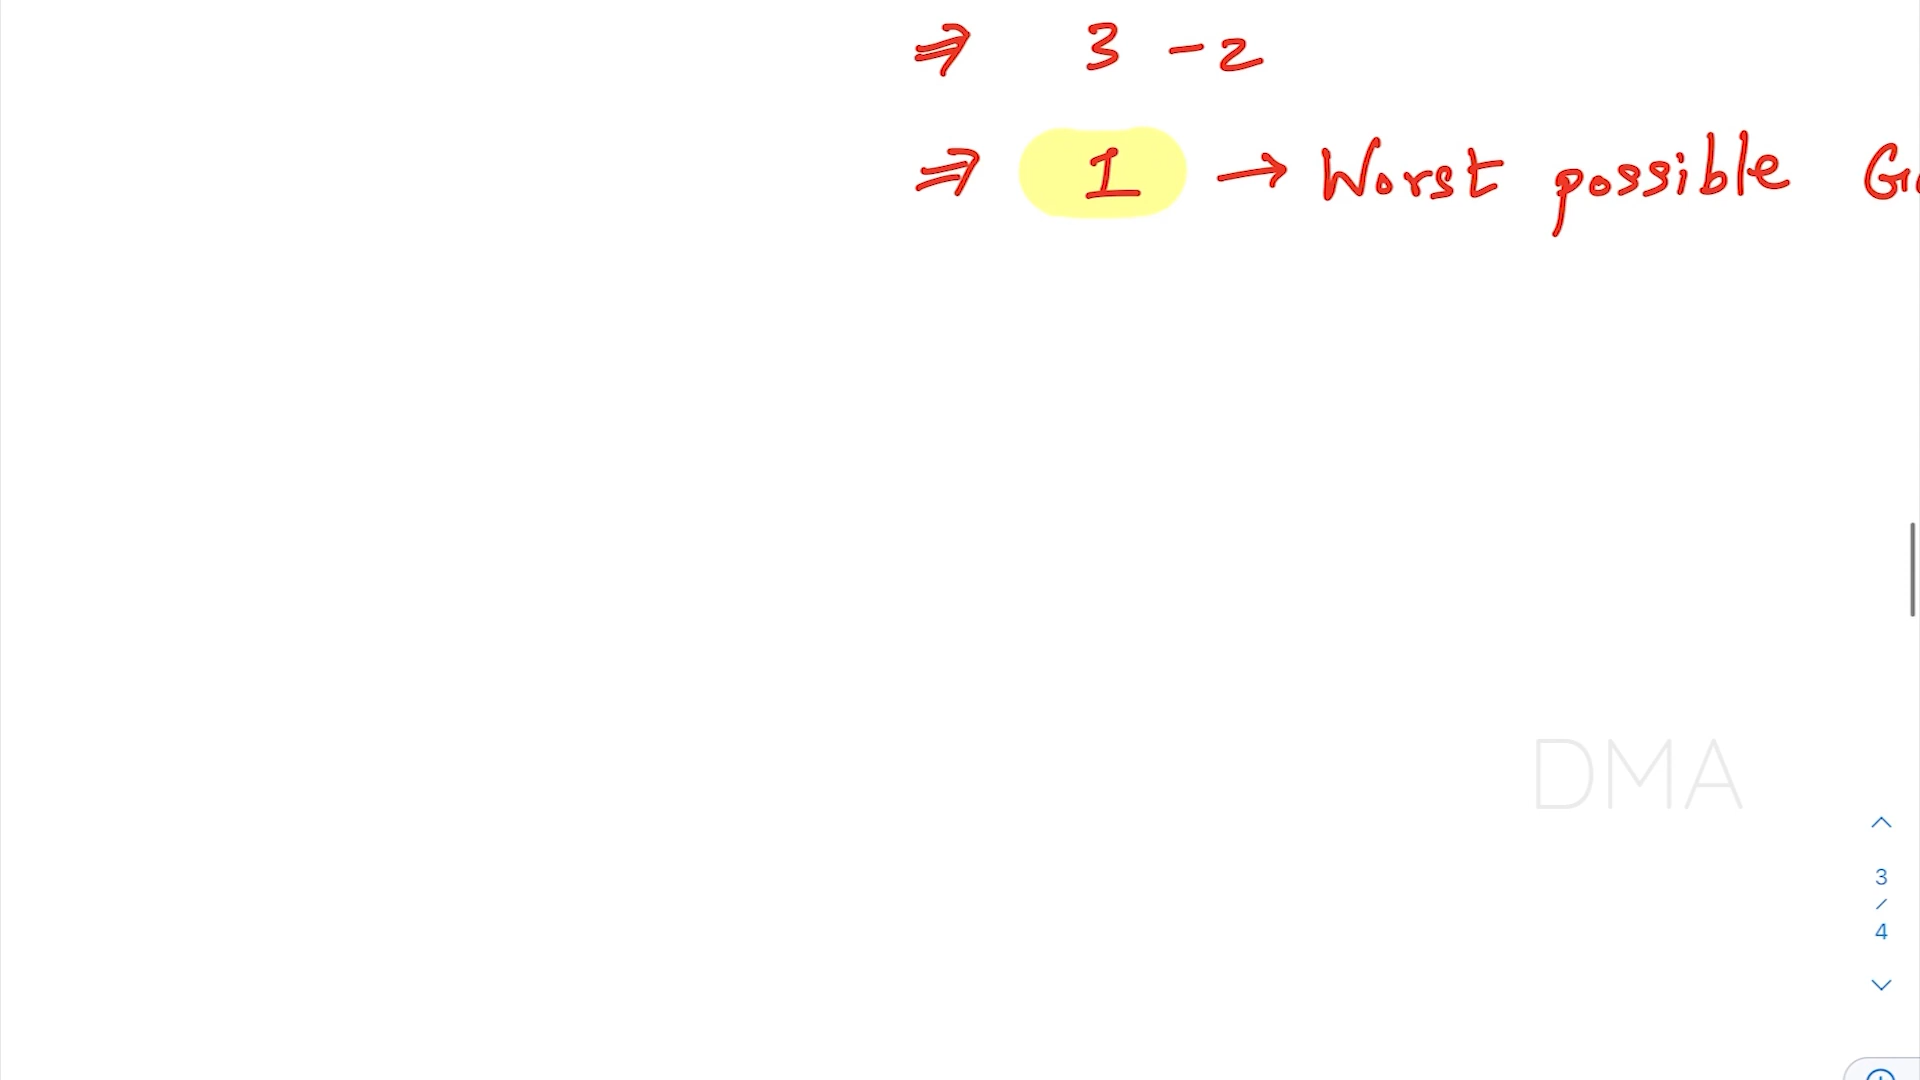 ⇒ 3 - 2
⇒ 1 → Worst possible
DMA
3
/
4